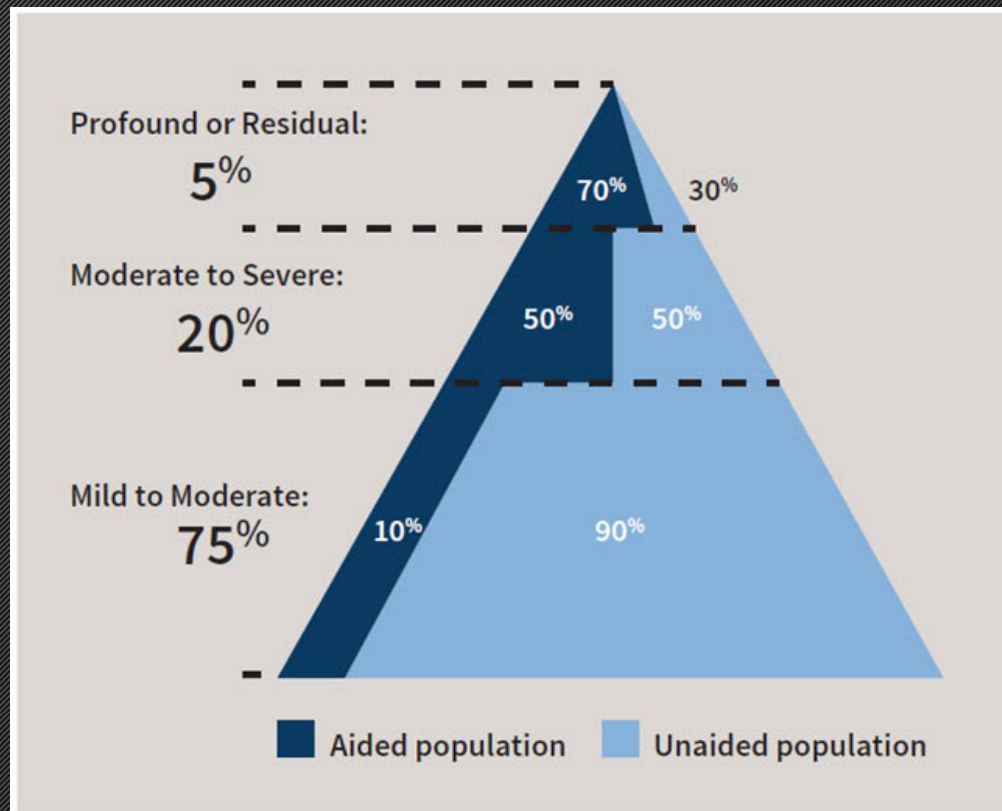 Profound or Residual:
5%
70%
30%
Moderate to Severe:
20%
50%
50%
Mild to Moderate:
75%
10%
90%
Aided population
Unaided population